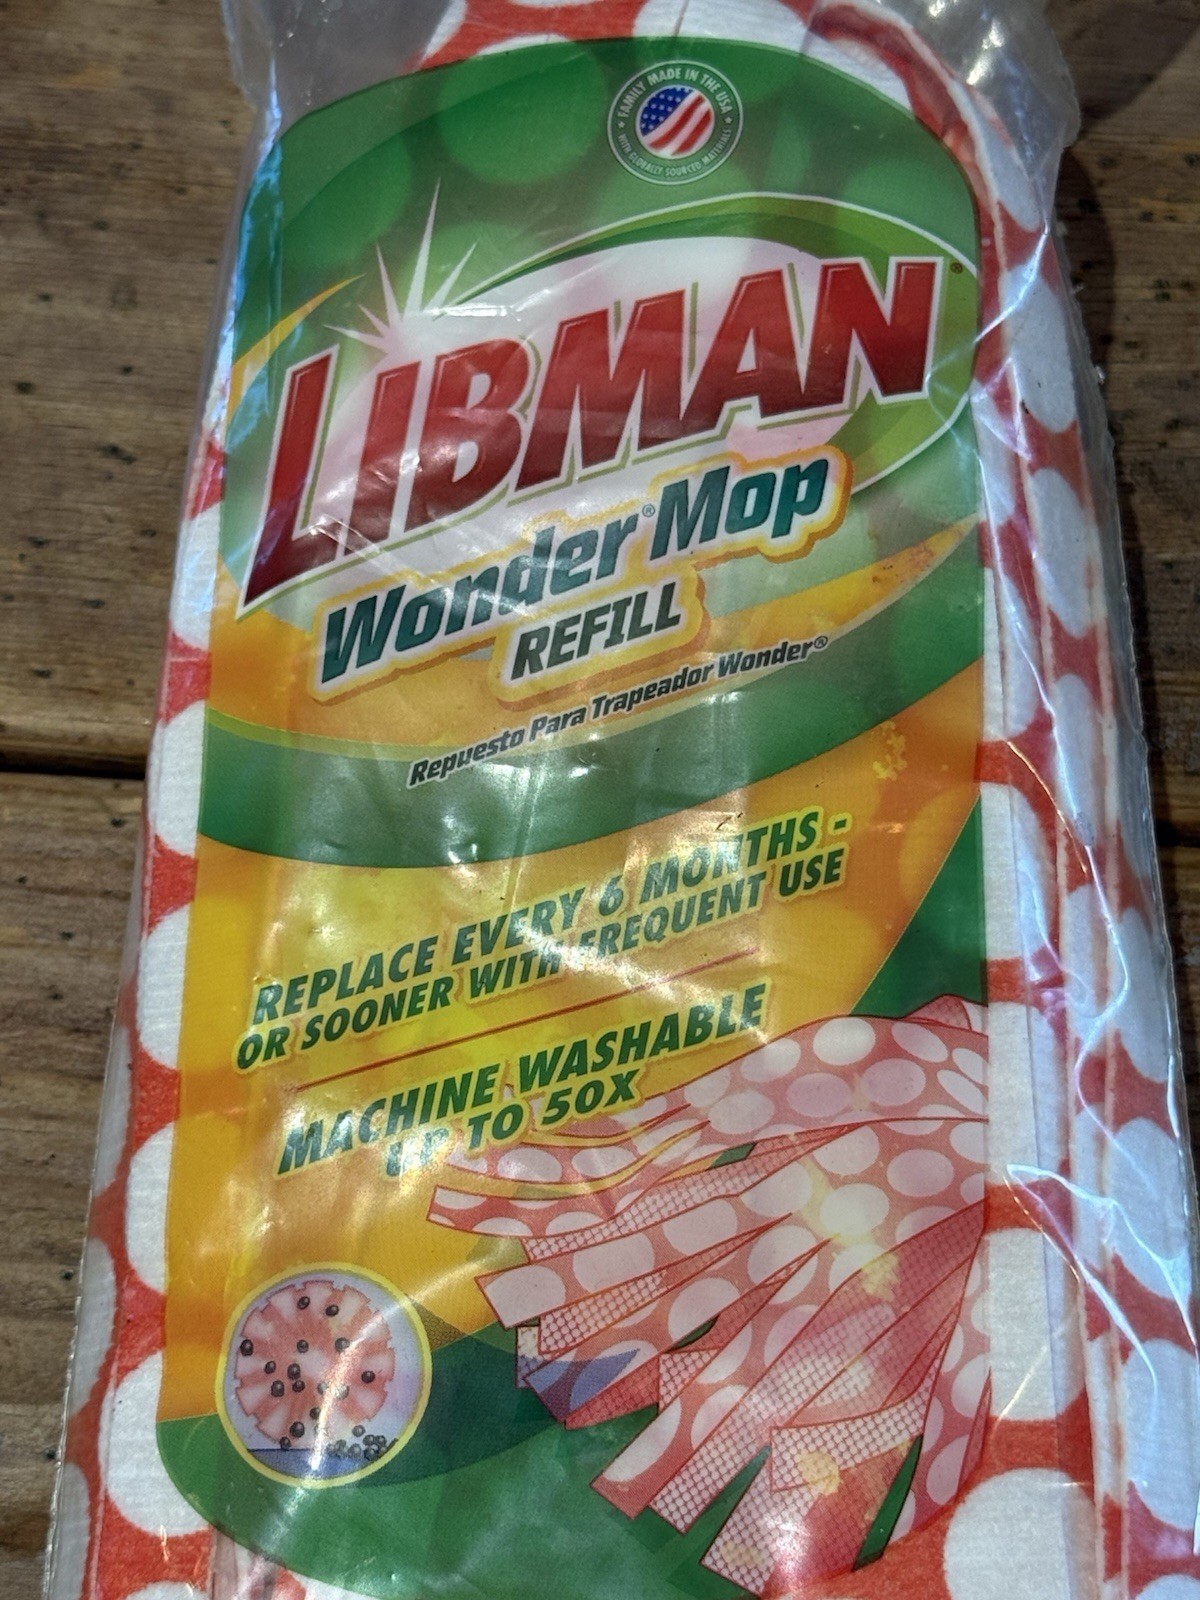 • FAMILY MADE IN THE USA •
WITH GLOBALLY SOURCED MATERIALS
LIBMAN®
Wonder® Mop
REFILL
Repuesto Para Trapeador Wonder®
REPLACE EVERY 6 MONTHS -
OR SOONER WITH FREQUENT USE
MACHINE WASHABLE
UP TO 50X